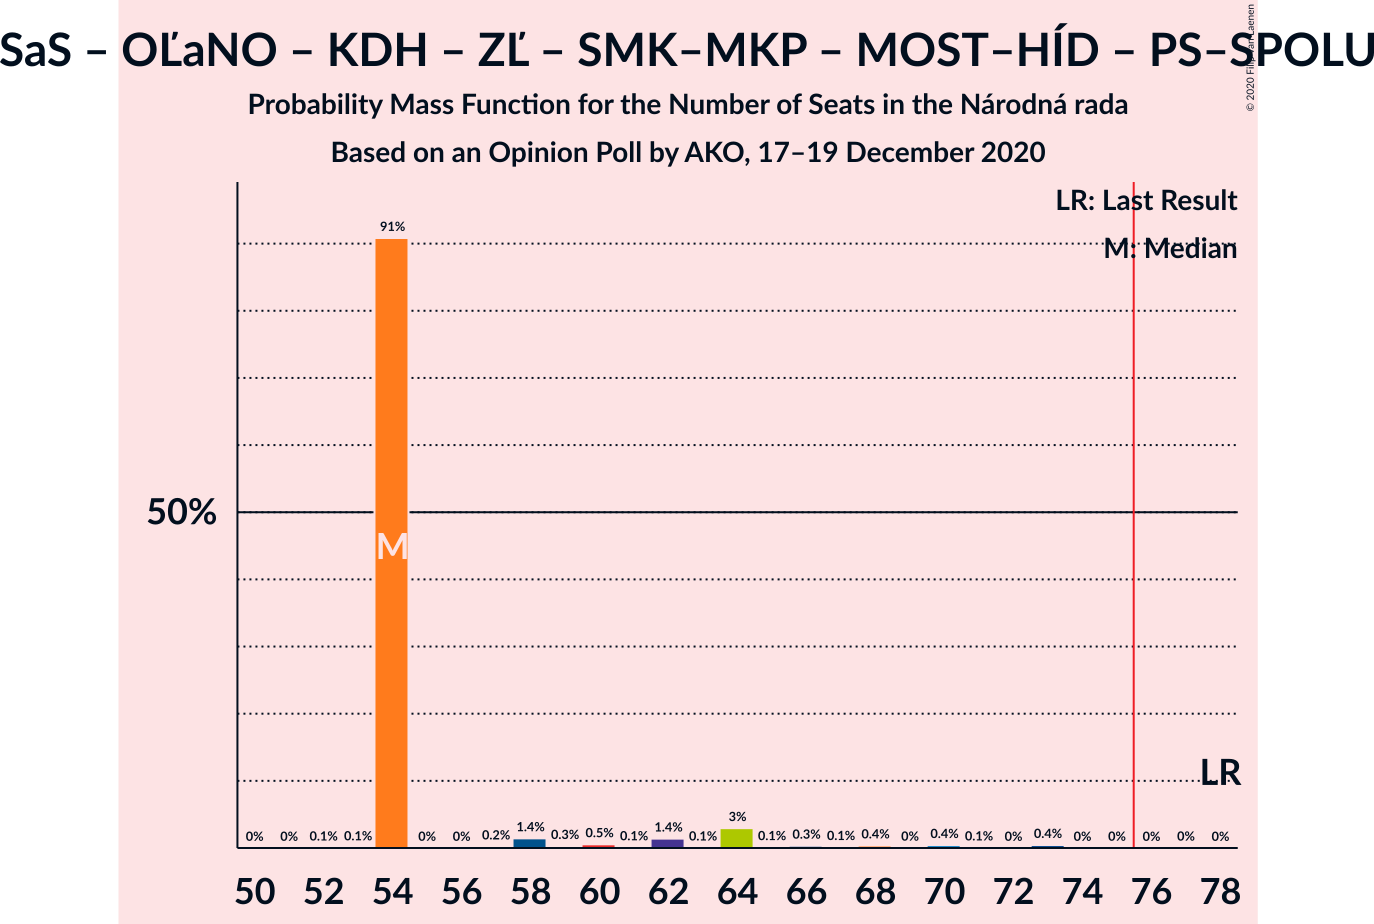 SaS – OĽaNO – KDH – ZĽ – SMK–MKP – MOST–HÍD – PS–SPOLU
Probability Mass Function for the Number of Seats in the Národná rada
Based on an Opinion Poll by AKO, 17–19 December 2020
© 2020 Filip van Laenen
LR: Last Result
M: Median
91%
50%
M
LR
0% 0% 0.1% 0.1% 0% 0% 0.2% 1.4% 0.3% 0.5% 0.1% 1.4% 0.1% 3% 0.1% 0.3% 0.1% 0.4% 0% 0.4% 0.1% 0% 0.4% 0% 0% 0% 0% 0%
50 52 54 56 58 60 62 64 66 68 70 72 74 76 78